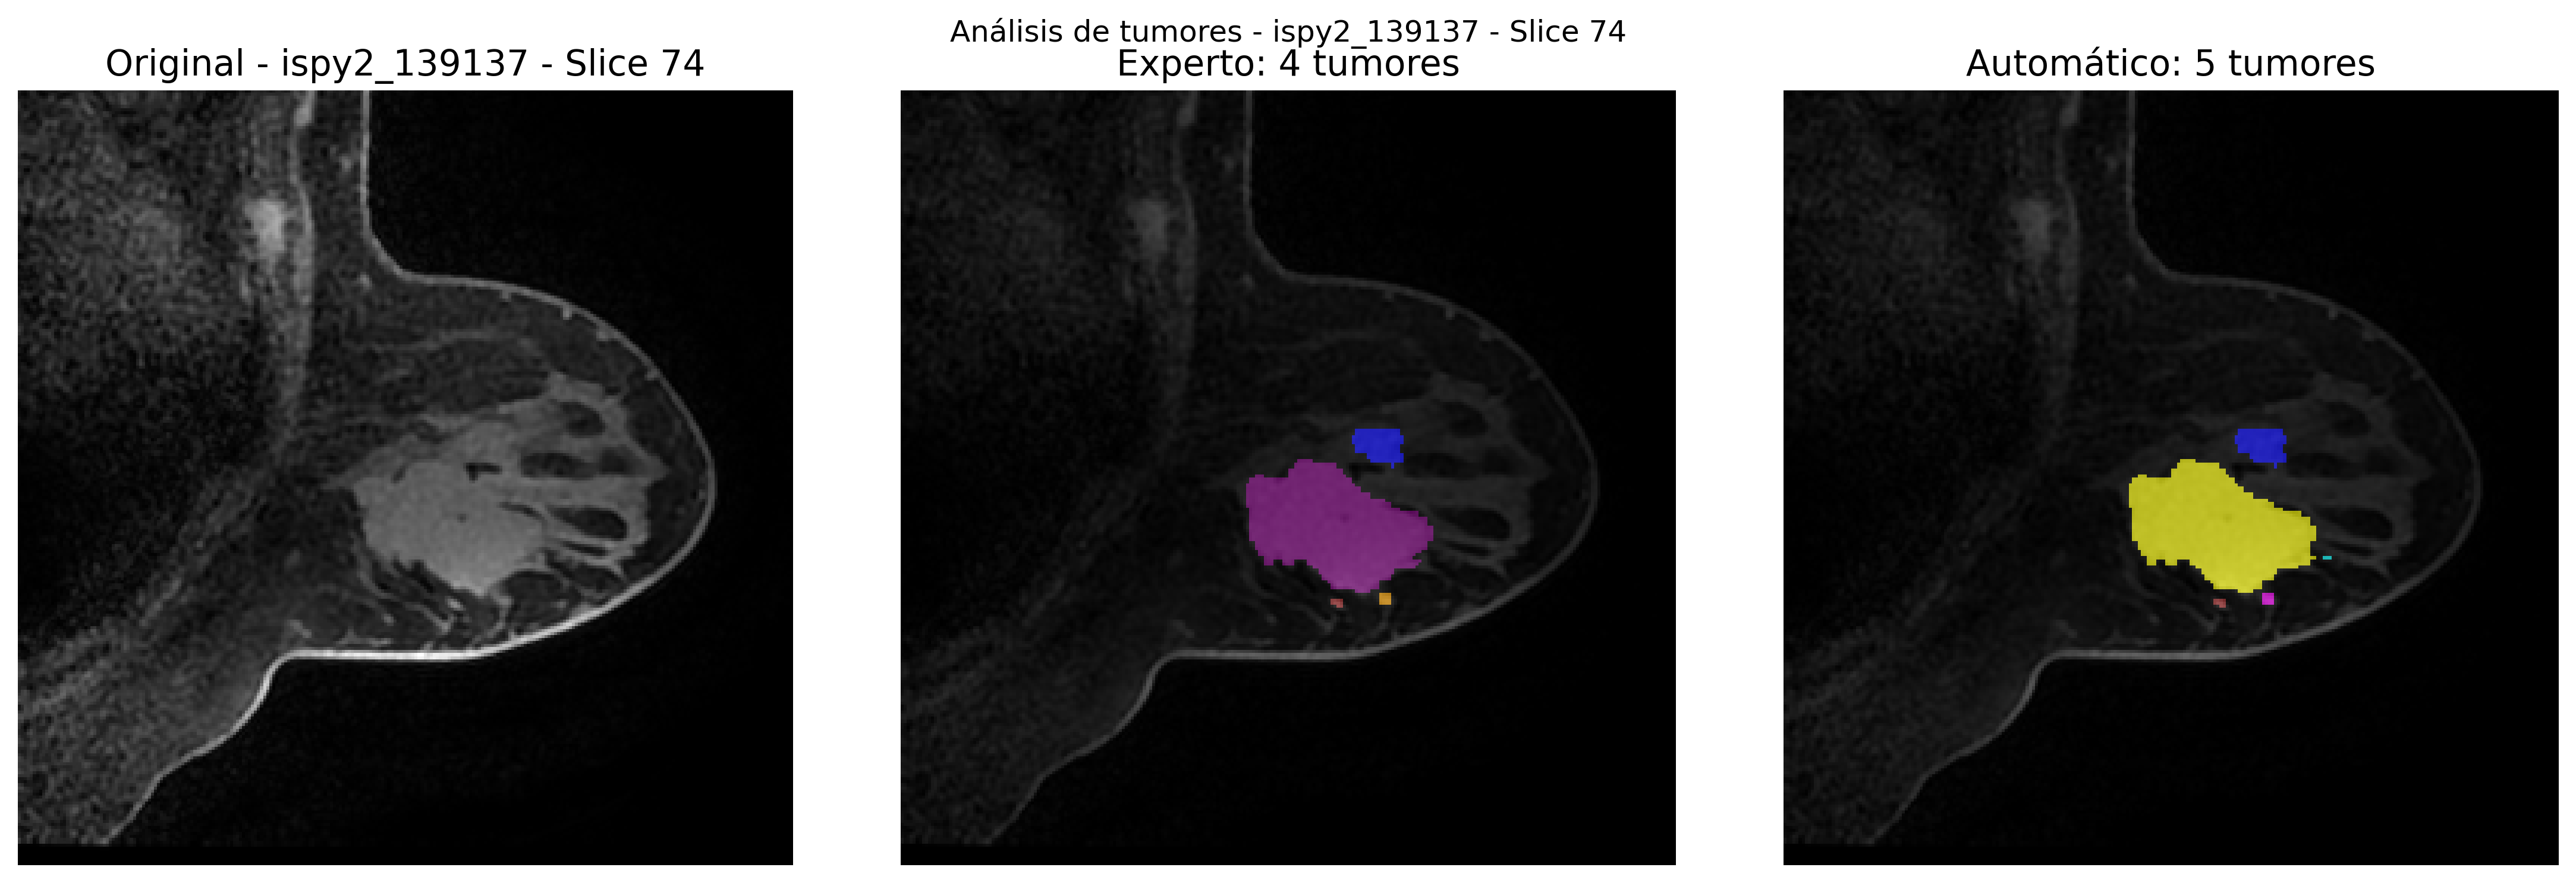 Análisis de tumores - ispy2_139137 - Slice 74
Original - ispy2_139137 - Slice 74
Experto: 4 tumores
Automático: 5 tumores